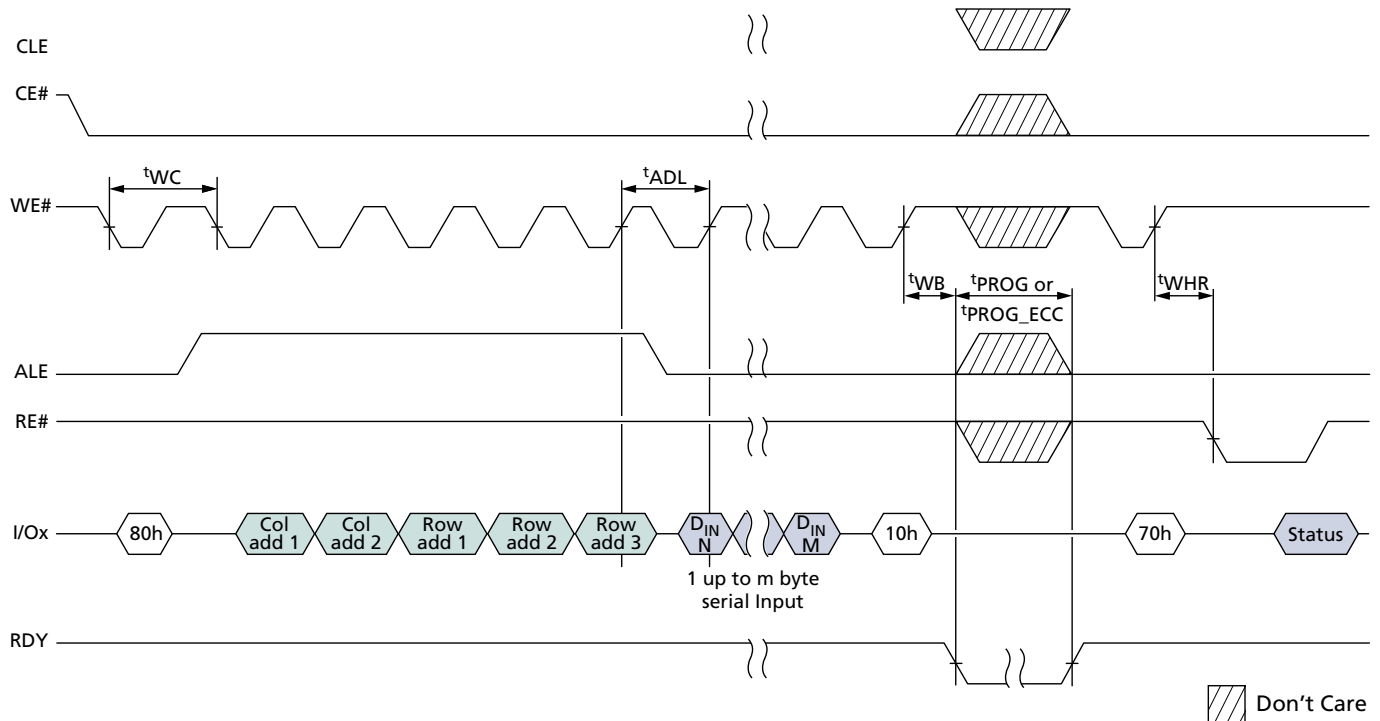 CLE
CE#
tWC
tADL
WE#
tWB
tPROG or
tPROG_ECC
tWHR
ALE
RE#
I/Ox
80h
Col
add 1
Col
add 2
Row
add 1
Row
add 2
Row
add 3
DIN
N
DIN
M
10h
70h
Status
1 up to m byte
serial Input
RDY
Don't Care